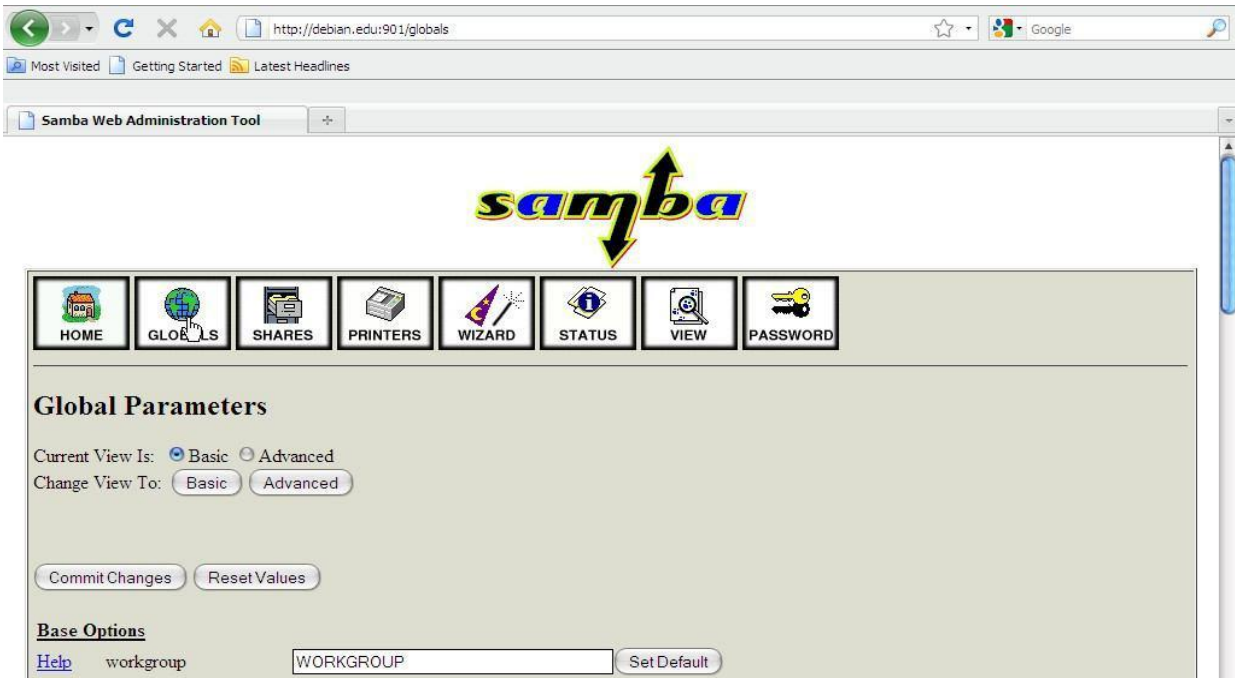 http://debian.edu:901/globals
Google
Most Visited Getting Started Latest Headlines
Samba Web Administration Tool
samba
HOME GLOBALS SHARES PRINTERS WIZARD STATUS VIEW PASSWORD
Global Parameters
Current View Is: Basic Advanced
Change View To: Basic Advanced
Commit Changes Reset Values
Base Options
Help workgroup WORKGROUP Set Default